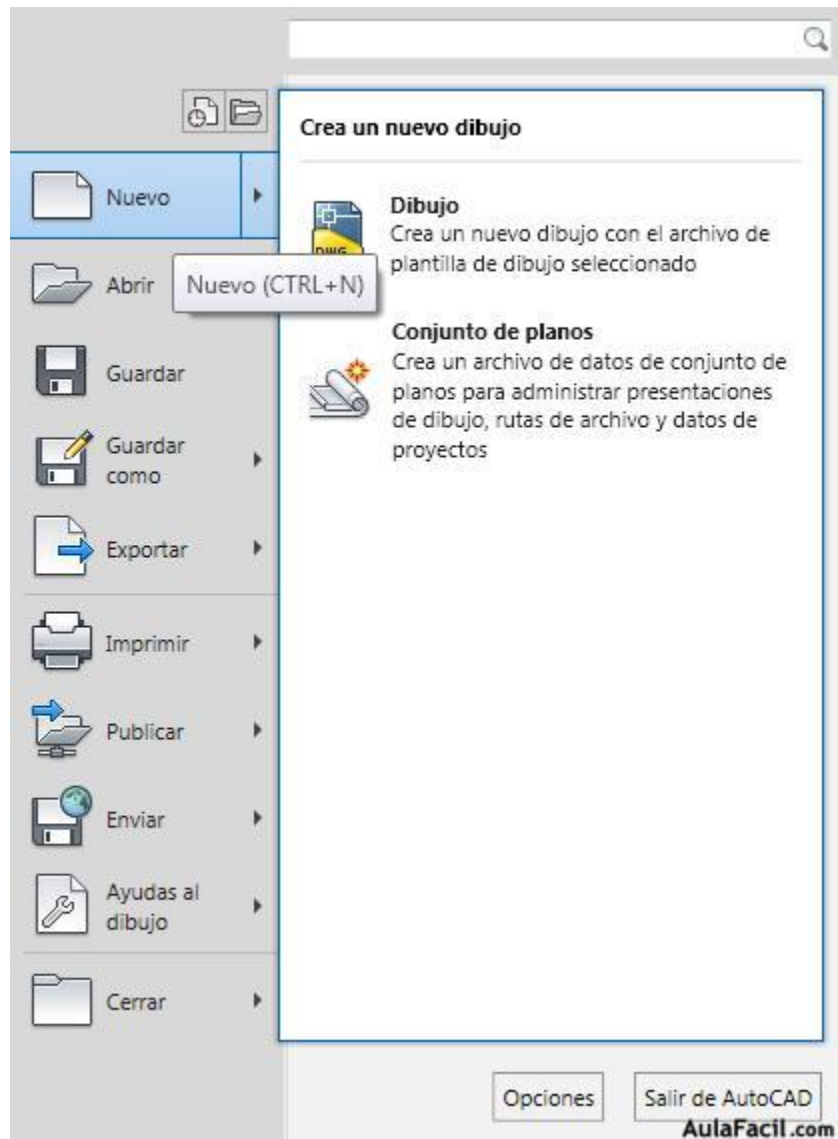 Crea un nuevo dibujo
Nuevo
Dibujo
Crea un nuevo dibujo con el archivo de
plantilla de dibujo seleccionado
DWG
Abrir
Nuevo (CTRL+N)
Conjunto de planos
Crea un archivo de datos de conjunto de
planos para administrar presentaciones
de dibujo, rutas de archivo y datos de
proyectos
Guardar
Guardar
como
Exportar
Imprimir
Publicar
Enviar
Ayudas al
dibujo
Cerrar
Opciones
Salir de AutoCAD
AulaFacil.com